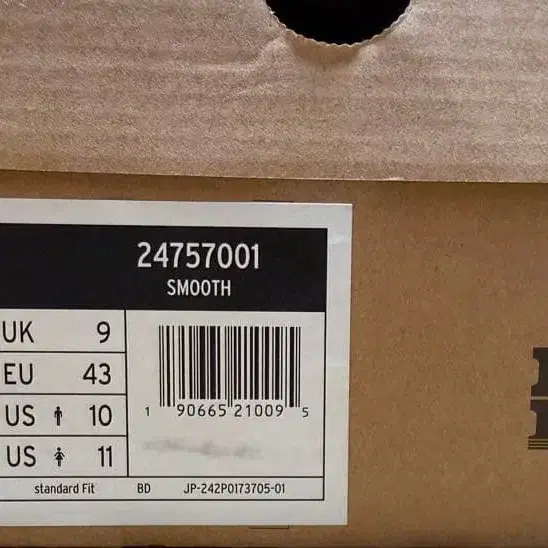 24757001
SMOOTH
UK 9
EU 43
US 10
US 11
1 90665 21009 5
standard Fit BD JP-242P0173705-01